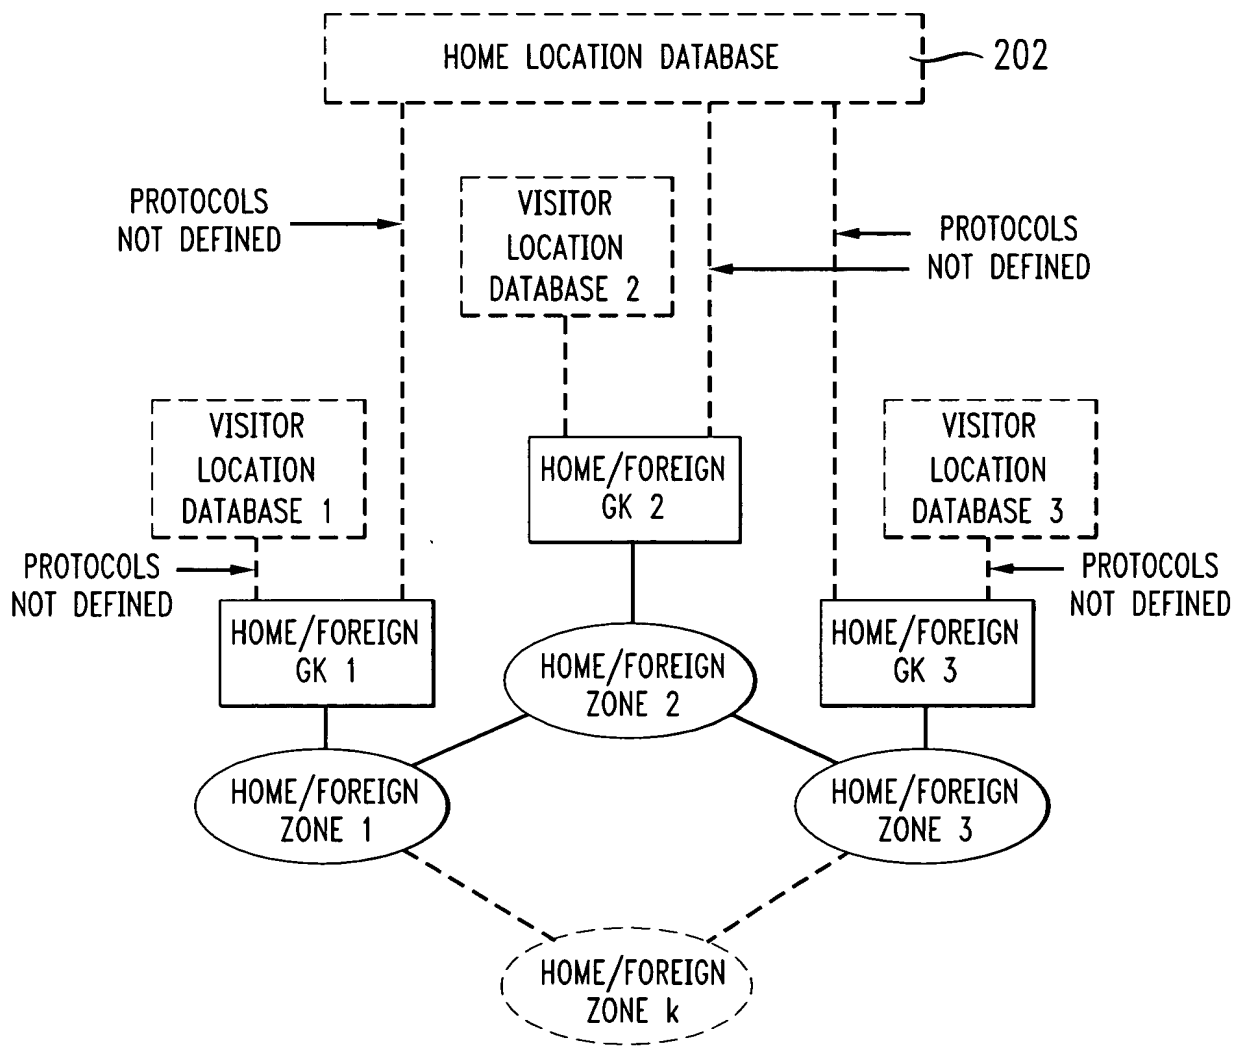 HOME LOCATION DATABASE
202
PROTOCOLS
NOT DEFINED
VISITOR
LOCATION
DATABASE 2
PROTOCOLS
NOT DEFINED
VISITOR
LOCATION
DATABASE 1
HOME/FOREIGN
GK 2
VISITOR
LOCATION
DATABASE 3
PROTOCOLS
NOT DEFINED
PROTOCOLS
NOT DEFINED
HOME/FOREIGN
GK 1
HOME/FOREIGN
ZONE 2
HOME/FOREIGN
GK 3
HOME/FOREIGN
ZONE 1
HOME/FOREIGN
ZONE 3
HOME/FOREIGN
ZONE k